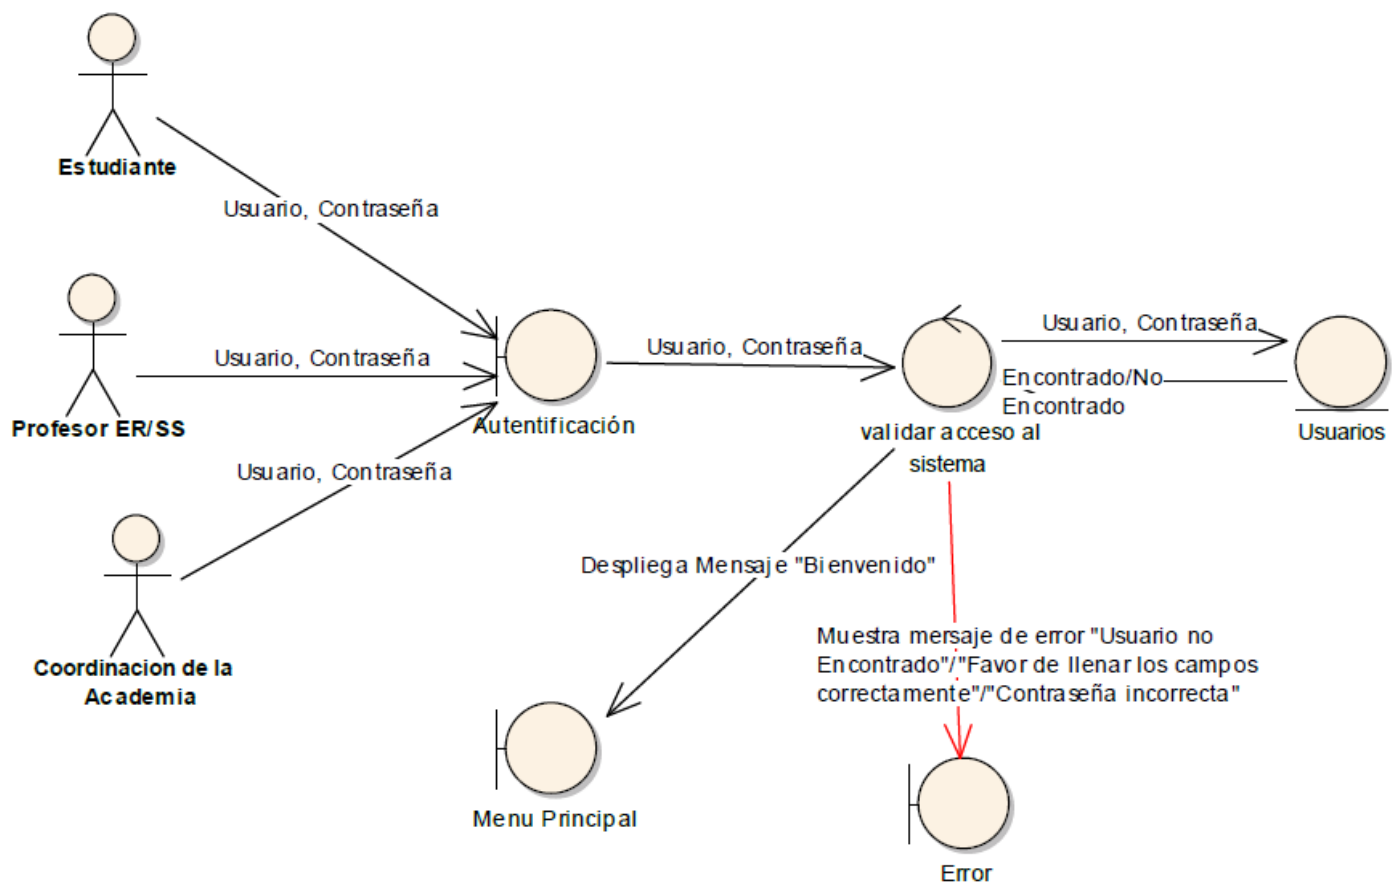 Estudiante
Usuario, Contraseña
Profesor ER/SS
Usuario, Contraseña
Autentificación
Usuario, Contraseña
Usuario, Contraseña
Encontrado/No
Encontrado
validar acceso al
sistema
Usuarios
Usuario, Contraseña
Coordinacion de la
Academia
Despliega Mensaje "Bienvenido"
Muestra mersaje de error "Usuario no
Encontrado"/"Favor de llenar los campos
correctamente"/"Contraseña incorrecta"
Menu Principal
Error